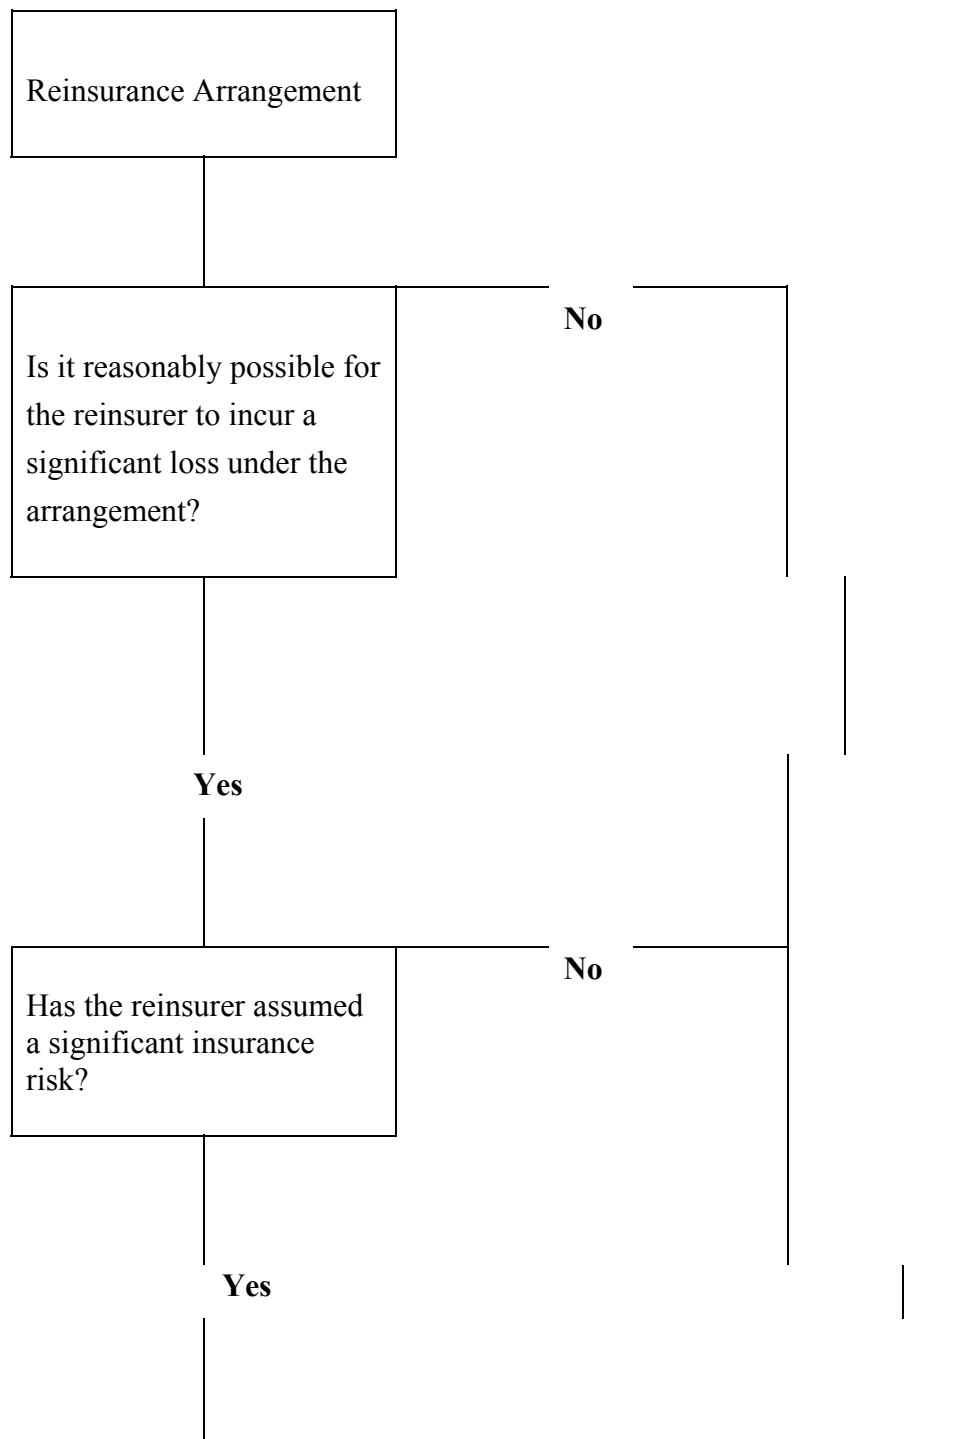 Reinsurance Arrangement
No
Is it reasonably possible for
the reinsurer to incur a
significant loss under the
arrangement?
Yes
No
Has the reinsurer assumed
a significant insurance
risk?
Yes